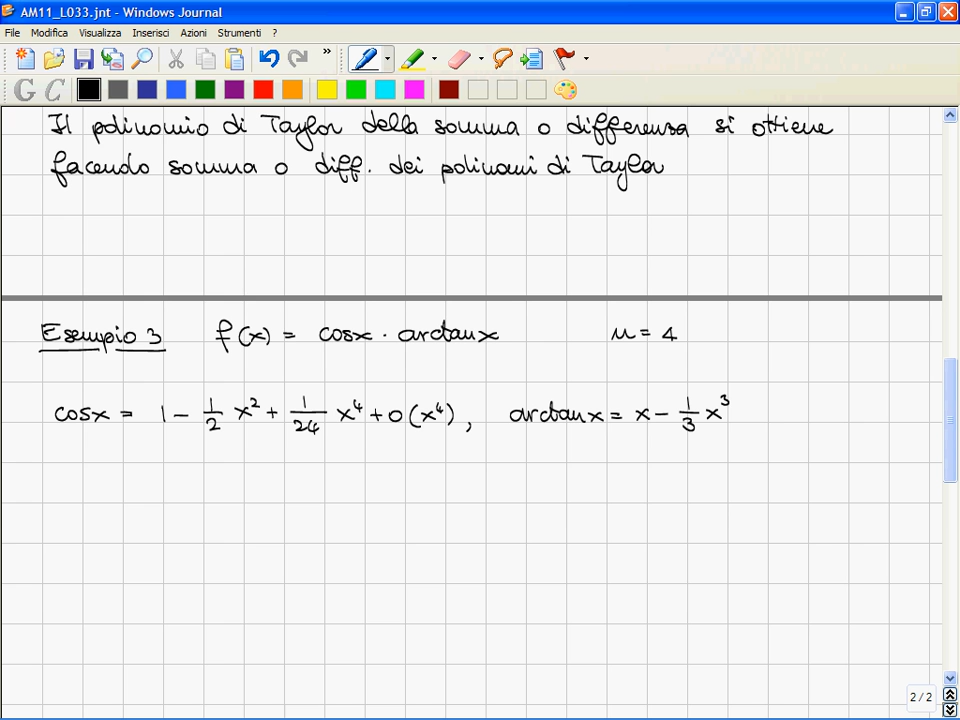 AM11_L033.jnt - Windows Journal
File Modifica Visualizza Inserisci Azioni Strumenti ?
G C
Il polinomio di Taylor della somma o differenza si ottiene
facendo somma o diff. dei polinomi di Taylor
Esempio 3 f(x) = cosx · arctanx n = 4
cosx = 1 - 1/2 x² + 1/24 x⁴ + o(x⁴), arctanx = x - 1/3 x³
2 / 2